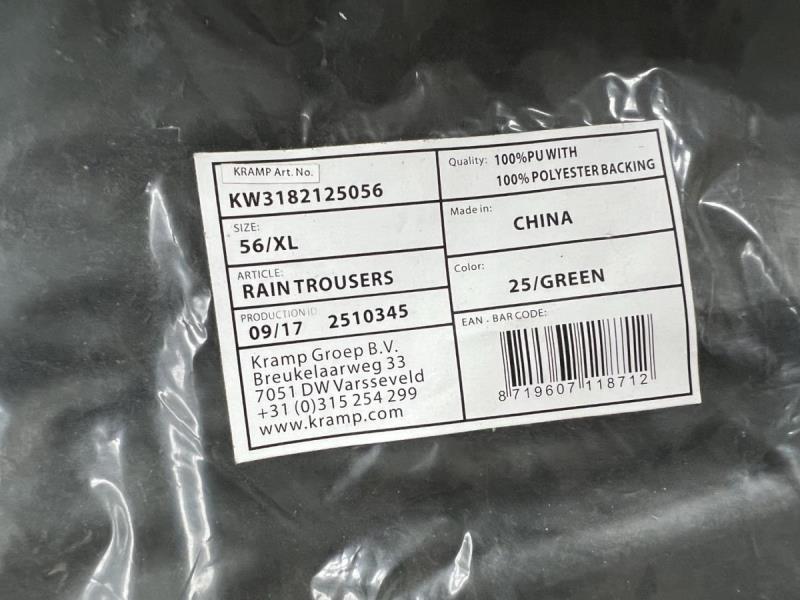 KRAMP Art. No.
KW3182125056
SIZE:
56/XL
ARTICLE:
RAIN TROUSERS
PRODUCTION ID
09/17 2510345
Kramp Groep B.V.
Breukelaarweg 33
7051 DW Varsseveld
+31 (0)315 254 299
www.kramp.com
Quality: 100%PU WITH
100% POLYESTER BACKING
Made in:
CHINA
Color:
25/GREEN
EAN - BAR CODE:
8 719607 118712